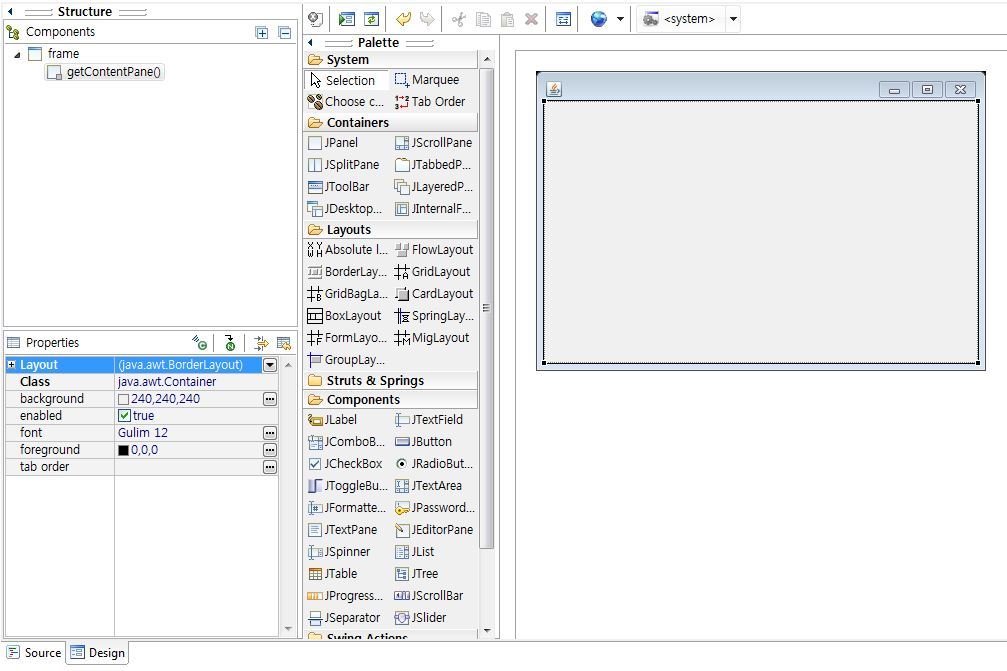 Structure
Components
frame
getContentPane()
Properties
Layout (java.awt.BorderLayout)
Class java.awt.Container
background 240,240,240
enabled true
font Gulim 12
foreground 0,0,0
tab order
Source Design
<system>
Palette
System
Selection Marquee
Choose c... Tab Order
Containers
JPanel JScrollPane
JSplitPane JTabbedP...
JToolBar JLayeredP...
JDesktop... JInternalF...
Layouts
Absolute l... FlowLayout
BorderLay... GridLayout
GridBagLa... CardLayout
BoxLayout SpringLay...
FormLayo... MigLayout
GroupLay...
Struts & Springs
Components
JLabel JTextField
JComboB... JButton
JCheckBox JRadioBut...
JToggleBu... JTextArea
JFormatte... JPassword...
JTextPane JEditorPane
JSpinner JList
JTable JTree
JProgress... JScrollBar
JSeparator JSlider
Swing Actions